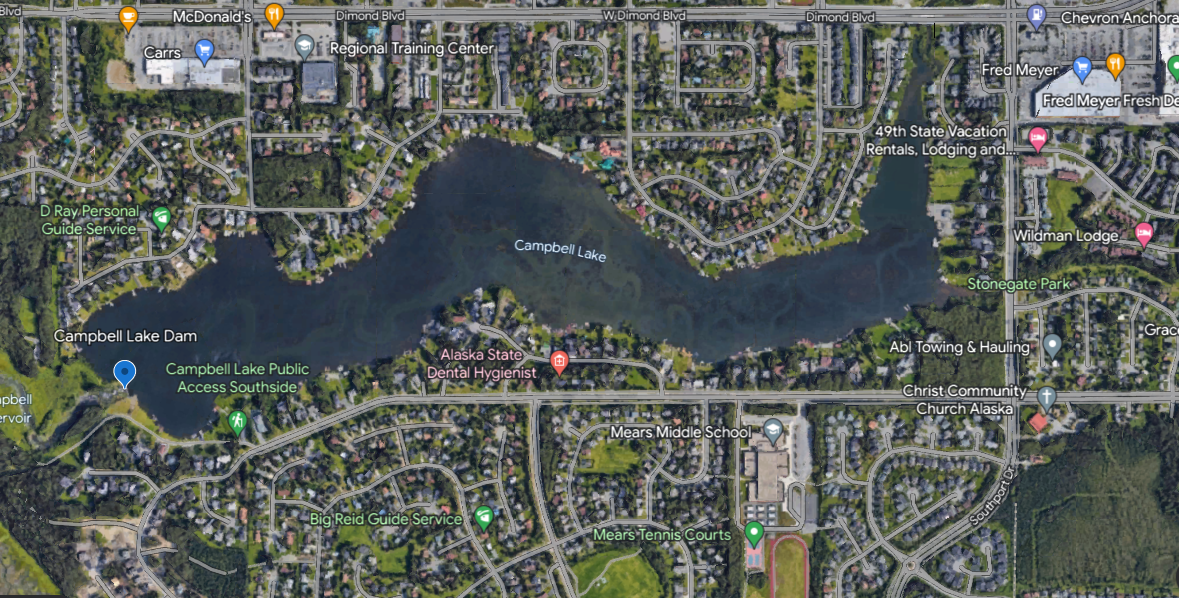 Blvd
McDonald's
Dimond Blvd
W Dimond Blvd
Dimond Blvd
Chevron Anchora
Carrs
Regional Training Center
Fred Meyer
Fred Meyer Fresh De
49th State Vacation
Rentals, Lodging and...
D Ray Personal
Guide Service
Campbell Lake
Wildman Lodge
Stonegate Park
Campbell Lake Dam
Grac
Abl Towing & Hauling
Alaska State
Dental Hygienist
Campbell Lake Public
Access Southside
pbell
ervoir
Christ Community
Church Alaska
Mears Middle School
Southport Dr
Big Reid Guide Service
Mears Tennis Courts